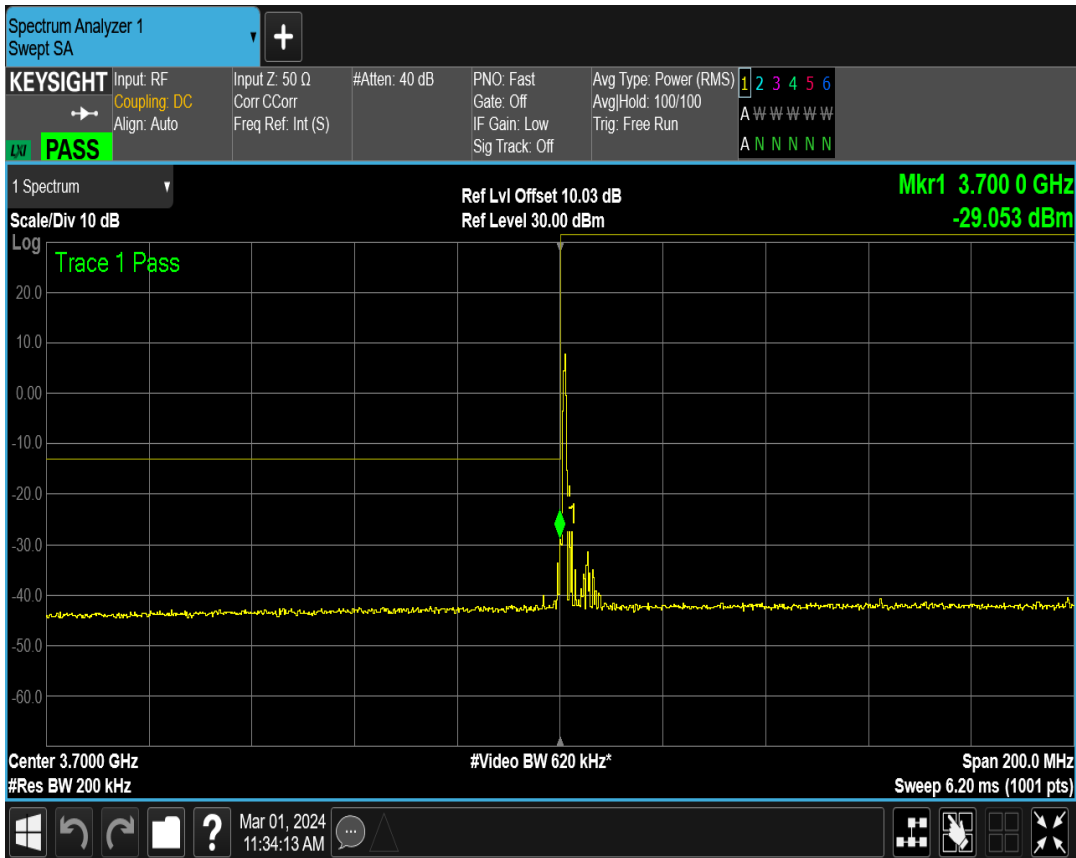 Spectrum Analyzer 1
Swept SA
+
KEYSIGHT
Input: RF
Coupling: DC
Align: Auto
LXI PASS
Input Z: 50 Ω
Corr CCorr
Freq Ref: Int (S)
#Atten: 40 dB
PNO: Fast
Gate: Off
IF Gain: Low
Sig Track: Off
Avg Type: Power (RMS)
Avg|Hold: 100/100
Trig: Free Run
1 2 3 4 5 6
A W W W W W
A N N N N N
1 Spectrum
Scale/Div 10 dB
Ref Lvl Offset 10.03 dB
Ref Level 30.00 dBm
Mkr1 3.700 0 GHz
-29.053 dBm
Log
Trace 1 Pass
20.0
10.0
0.00
-10.0
-20.0
1
-30.0
-40.0
-50.0
-60.0
Center 3.7000 GHz
#Res BW 200 kHz
#Video BW 620 kHz*
Span 200.0 MHz
Sweep 6.20 ms (1001 pts)
?
Mar 01, 2024
11:34:13 AM